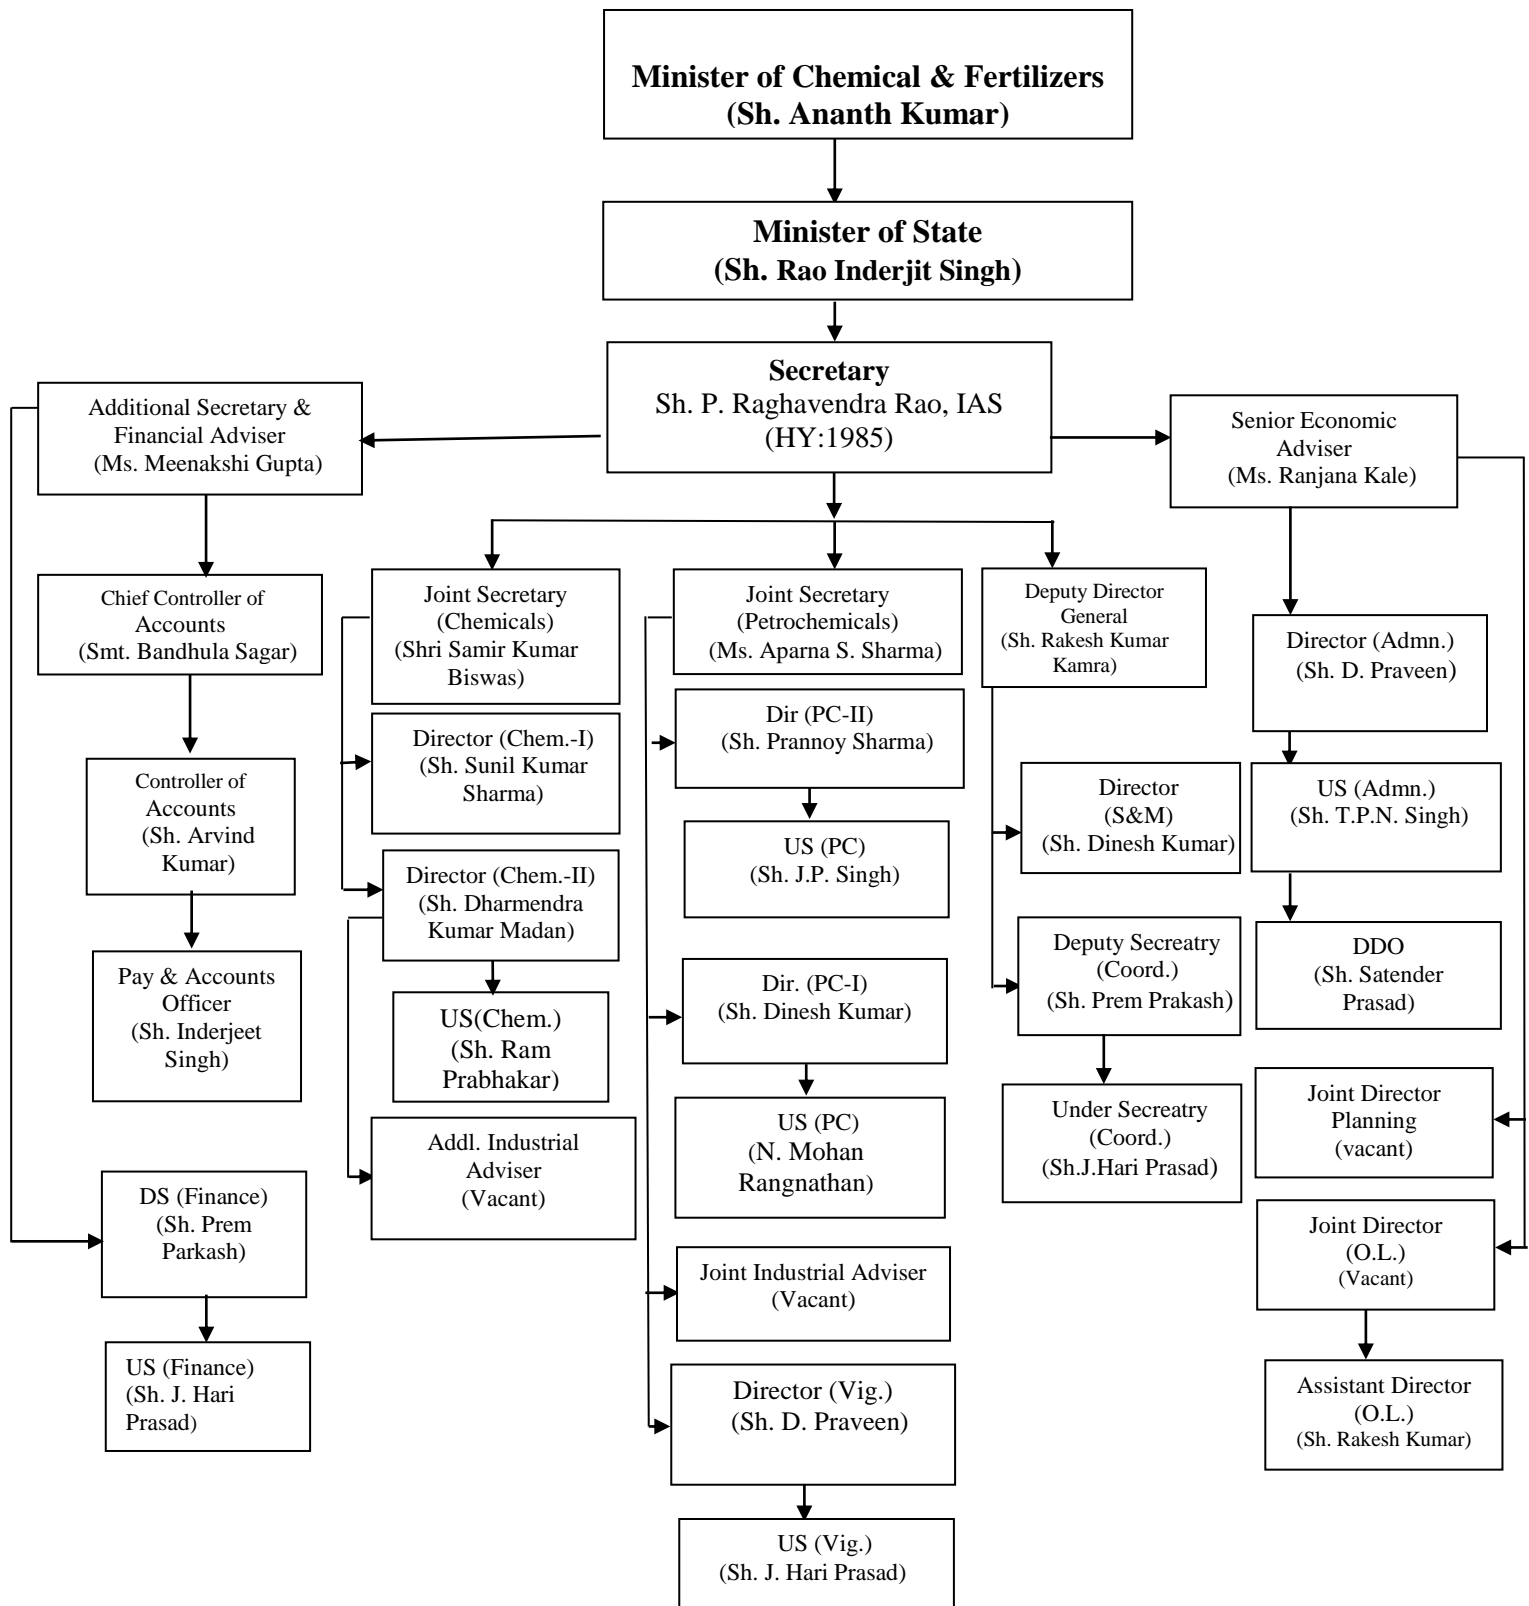 Minister of Chemical & Fertilizers
(Sh. Ananth Kumar)
Minister of State
(Sh. Rao Inderjit Singh)
Secretary
Sh. P. Raghavendra Rao, IAS
(HY:1985)
Additional Secretary &
Financial Adviser
(Ms. Meenakshi Gupta)
Senior Economic
Adviser
(Ms. Ranjana Kale)
Chief Controller of
Accounts
(Smt. Bandhula Sagar)
Controller of
Accounts
(Sh. Arvind
Kumar)
Pay & Accounts
Officer
(Sh. Inderjeet
Singh)
DS (Finance)
(Sh. Prem
Parkash)
US (Finance)
(Sh. J. Hari
Prasad)
Joint Secretary
(Chemicals)
(Shri Samir Kumar
Biswas)
Director (Chem.-I)
(Sh. Sunil Kumar
Sharma)
Director (Chem.-II)
(Sh. Dharmendra
Kumar Madan)
US(Chem.)
(Sh. Ram
Prabhakar)
Addl. Industrial
Adviser
(Vacant)
Joint Secretary
(Petrochemicals)
(Ms. Aparna S. Sharma)
Dir (PC-II)
(Sh. Prannoy Sharma)
US (PC)
(Sh. J.P. Singh)
Dir. (PC-I)
(Sh. Dinesh Kumar)
US (PC)
(N. Mohan
Rangnathan)
Joint Industrial Adviser
(Vacant)
Director (Vig.)
(Sh. D. Praveen)
US (Vig.)
(Sh. J. Hari Prasad)
Deputy Director
General
(Sh. Rakesh Kumar
Kamra)
Director
(S&M)
(Sh. Dinesh Kumar)
Deputy Secreatry
(Coord.)
(Sh. Prem Prakash)
Under Secreatry
(Coord.)
(Sh.J.Hari Prasad)
Director (Admn.)
(Sh. D. Praveen)
US (Admn.)
(Sh. T.P.N. Singh)
DDO
(Sh. Satender
Prasad)
Joint Director
Planning
(vacant)
Joint Director
(O.L.)
(Vacant)
Assistant Director
(O.L.)
(Sh. Rakesh Kumar)